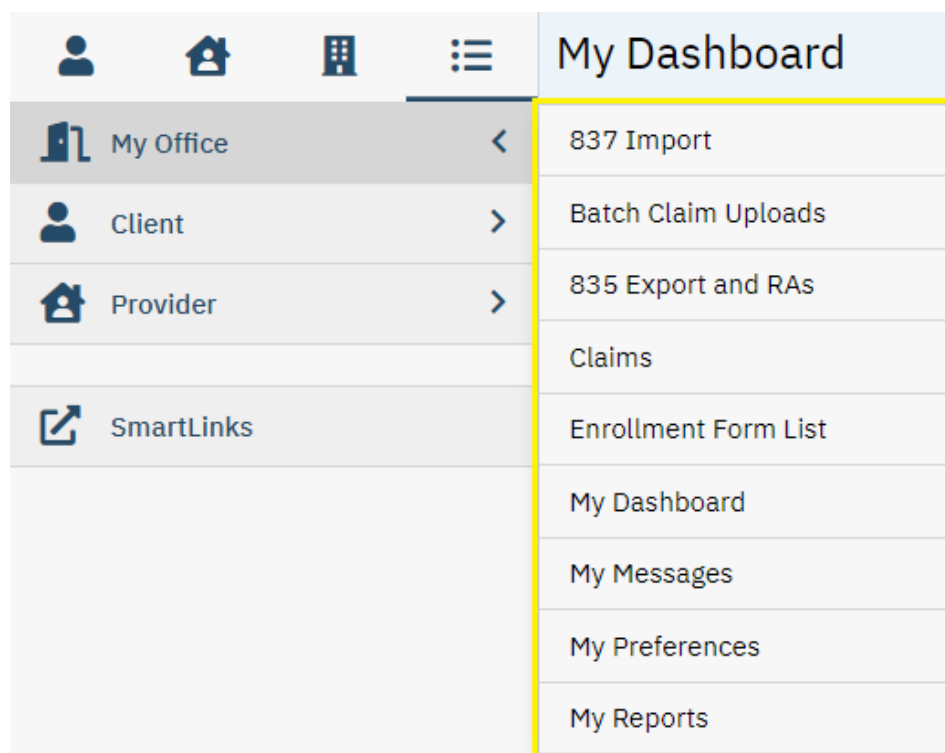 My Dashboard
My Office
Client
Provider
SmartLinks
837 Import
Batch Claim Uploads
835 Export and RAs
Claims
Enrollment Form List
My Dashboard
My Messages
My Preferences
My Reports